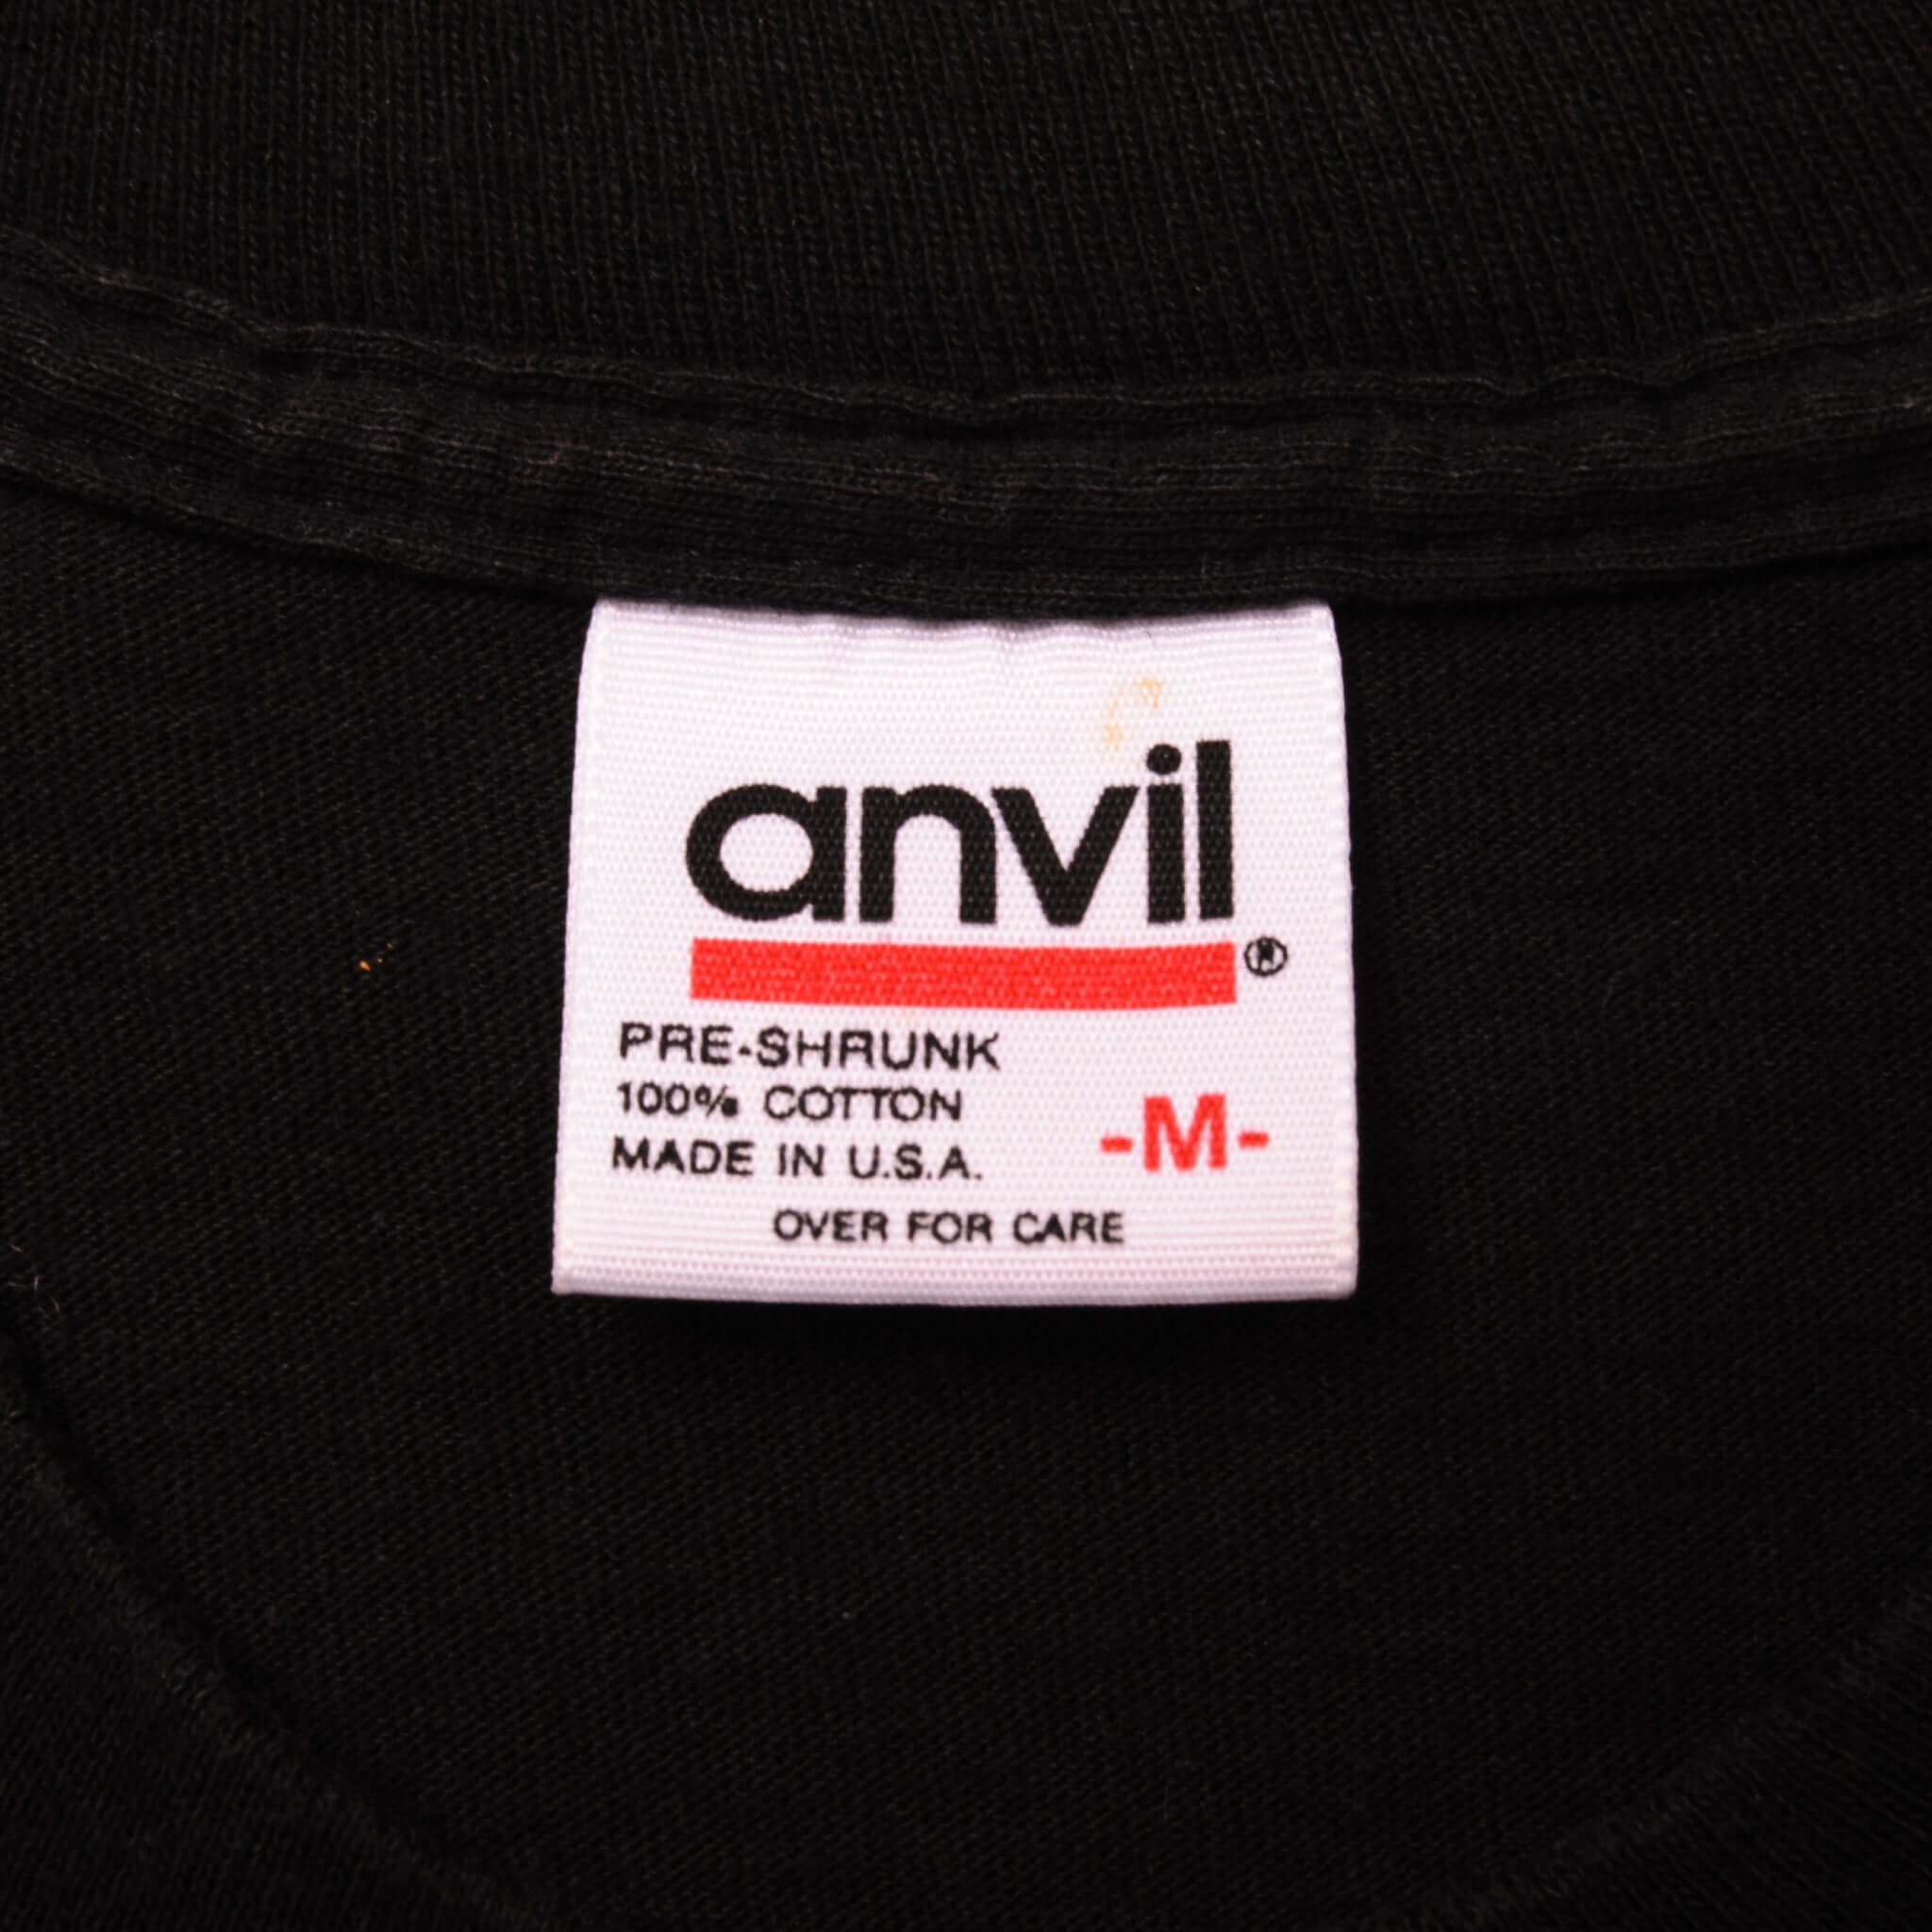 anvil®
PRE-SHRUNK
100% COTTON
MADE IN U.S.A.
-M-
OVER FOR CARE